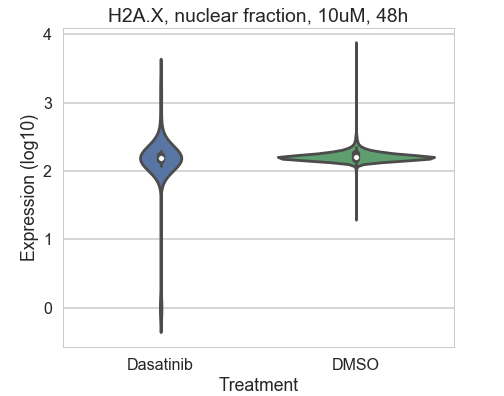 H2A.X, nuclear fraction, 10uM, 48h
4
3
2
1
0
Expression (log10)
Dasatinib
DMSO
Treatment